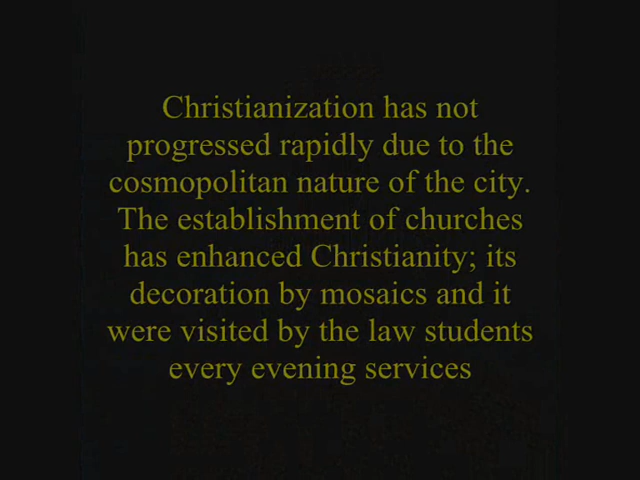 Christianization has not
progressed rapidly due to the
cosmopolitan nature of the city.
The establishment of churches
has enhanced Christianity; its
decoration by mosaics and it
were visited by the law students
every evening services